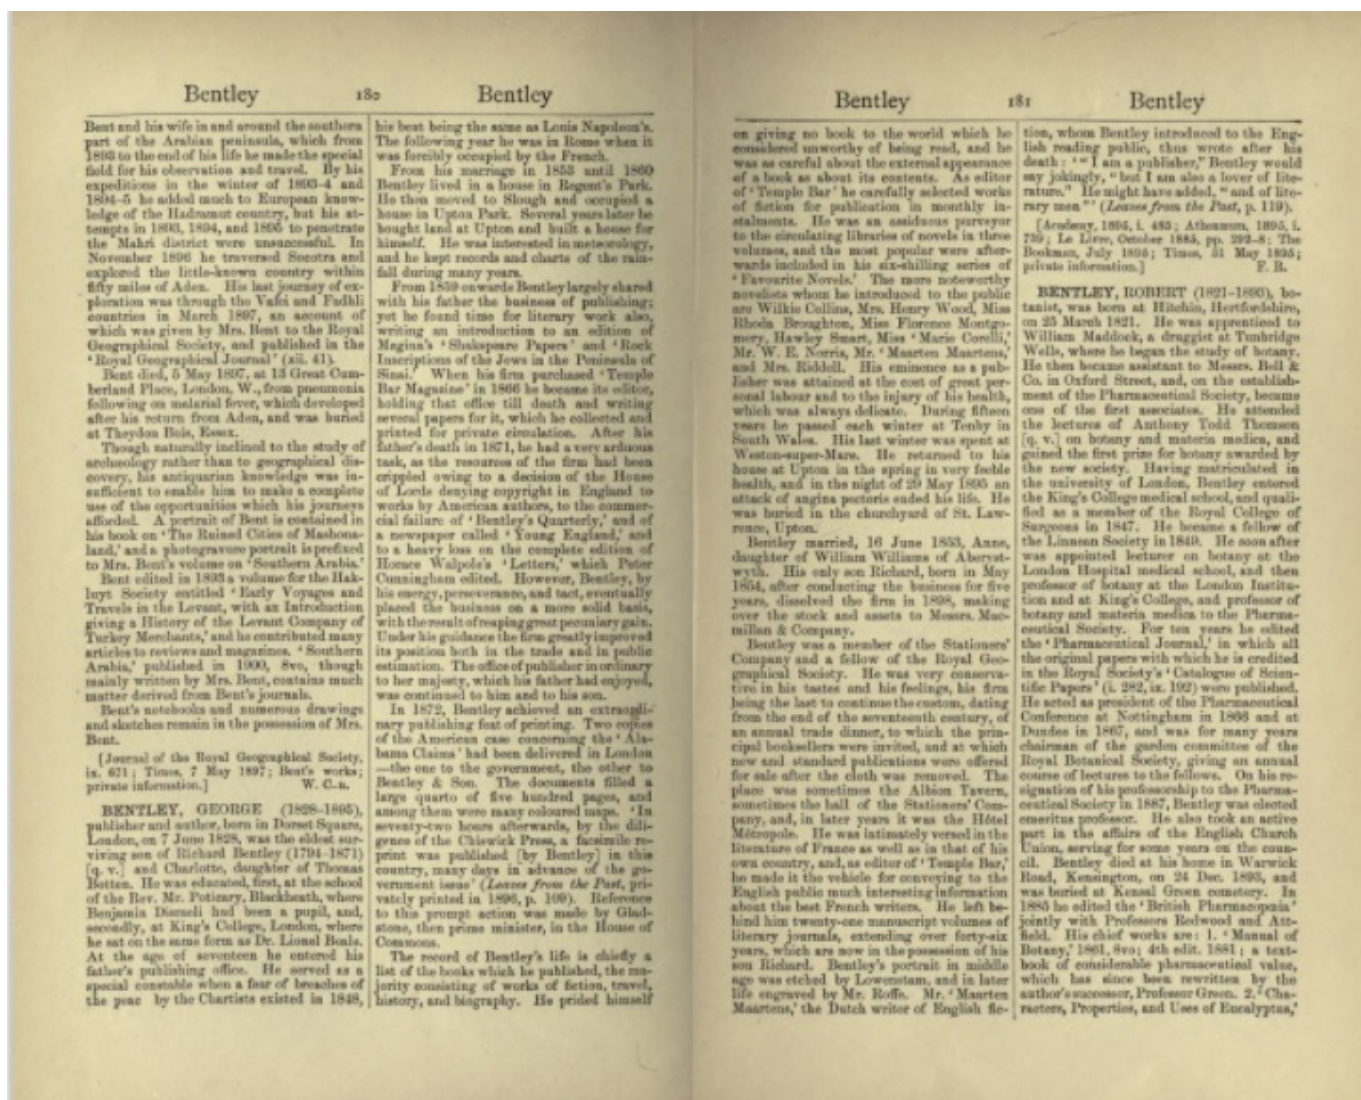 Bentley 180 Bentley
Bent and his wife in and around the southern
part of the Arabian peninsula, which from
1893 to the end of his life he made the special
field for his observation and travel. By his
expeditions in the winter of 1893-4 and
1894-5 he added much to European know-
ledge of the Hadramut country, but his at-
tempts in 1893, 1894, and 1895 to penetrate
the Mahri district were unsuccessful. In
November 1896 he traversed Socotra and
explored the little-known country within
fifty miles of Aden. His last journey of ex-
ploration was through the Yafei and Fadhli
countries in March 1897, an account of
which was given by Mrs. Bent to the Royal
Geographical Society, and published in the
‘Royal Geographical Journal’ (xii. 41).
Bent died, 5 May 1897, at 13 Great Cum-
berland Place, London, W., from pneumonia
following on malarial fever, which developed
after his return from Aden, and was buried
at Theydon Bois, Essex.
Though naturally inclined to the study of
archæology rather than to geographical dis-
covery, his antiquarian knowledge was in-
sufficient to enable him to make a complete
use of the opportunities which his journeys
afforded. A portrait of Bent is contained in
his book on ‘The Ruined Cities of Mashona-
land,’ and a photogravure portrait is prefixed
to Mrs. Bent's volume on ‘Southern Arabia.’
Bent edited in 1893 a volume for the Hak-
luyt Society entitled ‘Early Voyages and
Travels in the Levant, with an Introduction
giving a History of the Levant Company of
Turkey Merchants,’ and he contributed many
articles to reviews and magazines. ‘Southern
Arabia,’ published in 1900, 8vo, though
mainly written by Mrs. Bent, contains much
matter derived from Bent's journals.
Bent's notebooks and numerous drawings
and sketches remain in the possession of Mrs.
Bent.
[Journal of the Royal Geographical Society,
ix. 671; Times, 7 May 1897; Bent's works;
private information.] W. C-R.
BENTLEY, GEORGE (1828-1895),
publisher and author, born in Dorset Square,
London, on 7 June 1828, was the eldest sur-
viving son of Richard Bentley (1794-1871)
[q. v.] and Charlotte, daughter of Thomas
Botten. He was educated, first, at the school
of the Rev. Mr. Poticary, Blackheath, where
Benjamin Disraeli had been a pupil, and,
secondly, at King's College, London, where
he sat on the same form as Dr. Lionel Beale.
At the age of seventeen he entered his
father's publishing office. He served as a
special constable when a fear of breaches of
the peac by the Chartists existed in 1848,
his beat being the same as Louis Napoleon's.
The following year he was in Rome when it
was forcibly occupied by the French.
From his marriage in 1853 until 1860
Bentley lived in a house in Regent's Park.
He then moved to Slough and occupied a
house in Upton Park. Several years later he
bought land at Upton and built a house for
himself. He was interested in meteorology,
and he kept records and charts of the rain-
fall during many years.
From 1859 onwards Bentley largely shared
with his father the business of publishing;
yet he found time for literary work also,
writing an introduction to an edition of
Maginn's ‘Shakspeare Papers’ and ‘Rock
Inscriptions of the Jews in the Peninsula of
Sinai.’ When his firm purchased ‘Temple
Bar Magazine’ in 1866 he became its editor,
holding that office till death and writing
several papers for it, which he collected and
printed for private circulation. After his
father's death in 1871, he had a very arduous
task, as the resources of the firm had been
crippled owing to a decision of the House
of Lords denying copyright in England to
works by American authors, to the commer-
cial failure of ‘Bentley's Quarterly,’ and of
a newspaper called ‘Young England,’ and
to a heavy loss on the complete edition of
Horace Walpole's ‘Letters,’ which Peter
Cunningham edited. However, Bentley, by
his energy, perseverance, and tact, eventually
placed the business on a more solid basis,
with the result of reaping great pecuniary gain.
Under his guidance the firm greatly improved
its position both in the trade and in public
estimation. The office of publisher in ordinary
to her majesty, which his father had enjoyed,
was continued to him and to his son.
In 1872, Bentley achieved an extraordi-
nary publishing feat of printing. Two copies
of the American case concerning the ‘Ala-
bama Claims’ had been delivered in London
—the one to the government, the other to
Bentley & Son. The documents filled a
large quarto of five hundred pages, and
among them were many coloured maps. ‘In
seventy-two hours afterwards, by the dili-
gence of the Chiswick Press, a facsimile re-
print was published [by Bentley] in this
country, many days in advance of the go-
vernment issue’ (Leaves from the Past, pri-
vately printed in 1896, p. 109). Reference
to this prompt action was made by Glad-
stone, then prime minister, in the House of
Commons.
The record of Bentley's life is chiefly a
list of the books which he published, the ma-
jority consisting of works of fiction, travel,
history, and biography. He prided himself
Bentley 181 Bentley
on giving no book to the world which he
considered unworthy of being read, and he
was as careful about the external appearance
of a book as about its contents. As editor
of ‘Temple Bar’ he carefully selected works
of fiction for publication in monthly in-
stalments. He was an assiduous purveyor
to the circulating libraries of novels in three
volumes, and the most popular were after-
wards included in his six-shilling series of
‘Favourite Novels.’ The more noteworthy
novelists whom he introduced to the public
are Wilkie Collins, Mrs. Henry Wood, Miss
Rhoda Broughton, Miss Florence Montgo-
mery, Hawley Smart, Miss ‘Marie Corelli,’
Mr. W. E. Norris, Mr. ‘Maarten Maartens,’
and Mrs. Riddell. His eminence as a pub-
lisher was attained at the cost of great per-
sonal labour and to the injury of his health,
which was always delicate. During fifteen
years he passed each winter at Tenby in
South Wales. His last winter was spent at
Weston-super-Mare. He returned to his
house at Upton in the spring in very feeble
health, and in the night of 29 May 1895 an
attack of angina pectoris ended his life. He
was buried in the churchyard of St. Law-
rence, Upton.
Bentley married, 16 June 1853, Anne,
daughter of William Williams of Aberyst-
wyth. His only son Richard, born in May
1854, after conducting the business for five
years, dissolved the firm in 1898, making
over the stock and assets to Messrs. Mac-
millan & Company.
Bentley was a member of the Stationers'
Company and a fellow of the Royal Geo-
graphical Society. He was very conserva-
tive in his tastes and his feelings, his firm
being the last to continue the custom, dating
from the end of the seventeenth century, of
an annual trade dinner, to which the prin-
cipal booksellers were invited, and at which
new and standard publications were offered
for sale after the cloth was removed. The
place was sometimes the Albion Tavern,
sometimes the hall of the Stationers' Com-
pany, and, in later years it was the Hôtel
Métropole. He was intimately versed in the
literature of France as well as in that of his
own country, and, as editor of ‘Temple Bar,’
he made it the vehicle for conveying to the
English public much interesting information
about the best French writers. He left be-
hind him twenty-one manuscript volumes of
literary journals, extending over forty-six
years, which are now in the possession of his
son Richard. Bentley's portrait in middle
age was etched by Lowenstam, and in later
life engraved by Mr. Roffe. Mr. ‘Maarten
Maartens,’ the Dutch writer of English fic-
tion, whom Bentley introduced to the Eng-
lish reading public, thus wrote after his
death: ‘“I am a publisher,” Bentley would
say jokingly, “but I am also a lover of lite-
rature.” He might have added, “and of lite-
rary men”’ (Leaves from the Past, p. 119).
[Academy, 1895, i. 483; Athenæum, 1895, i.
739; Le Livre, October 1885, pp. 292-8; The
Bookman, July 1895; Times, 31 May 1895;
private information.] F. R.
BENTLEY, ROBERT (1821-1893), bo-
tanist, was born at Hitchin, Hertfordshire,
on 25 March 1821. He was apprenticed to
William Maddock, a druggist at Tunbridge
Wells, where he began the study of botany.
He then became assistant to Messrs. Bell &
Co. in Oxford Street, and, on the establish-
ment of the Pharmaceutical Society, became
one of the first associates. He attended
the lectures of Anthony Todd Thomson
[q. v.] on botany and materia medica, and
gained the first prize for botany awarded by
the new society. Having matriculated in
the university of London, Bentley entered
the King's College medical school, and quali-
fied as a member of the Royal College of
Surgeons in 1847. He became a fellow of
the Linnean Society in 1849. He soon after
was appointed lecturer on botany at the
London Hospital medical school, and then
professor of botany at the London Institu-
tion and at King's College, and professor of
botany and materia medica to the Pharma-
ceutical Society. For ten years he edited
the ‘Pharmaceutical Journal,’ in which all
the original papers with which he is credited
in the Royal Society's ‘Catalogue of Scien-
tific Papers’ (i. 282, ix. 192) were published.
He acted as president of the Pharmaceutical
Conference at Nottingham in 1866 and at
Dundee in 1867, and was for many years
chairman of the garden committee of the
Royal Botanical Society, giving an annual
course of lectures to the fellows. On his re-
signation of his professorship to the Pharma-
ceutical Society in 1887, Bentley was elected
emeritus professor. He also took an active
part in the affairs of the English Church
Union, serving for some years on the coun-
cil. Bentley died at his home in Warwick
Road, Kensington, on 24 Dec. 1893, and
was buried at Kensal Green cemetery. In
1885 he edited the ‘British Pharmacopœia’
jointly with Professors Redwood and Att-
field. His chief works are: 1. ‘Manual of
Botany,’ 1861, 8vo; 4th edit. 1881; a text-
book of considerable pharmaceutical value,
which has since been rewritten by the
author's successor, Professor Green. 2. ‘Cha-
racters, Properties, and Uses of Eucalyptus,’